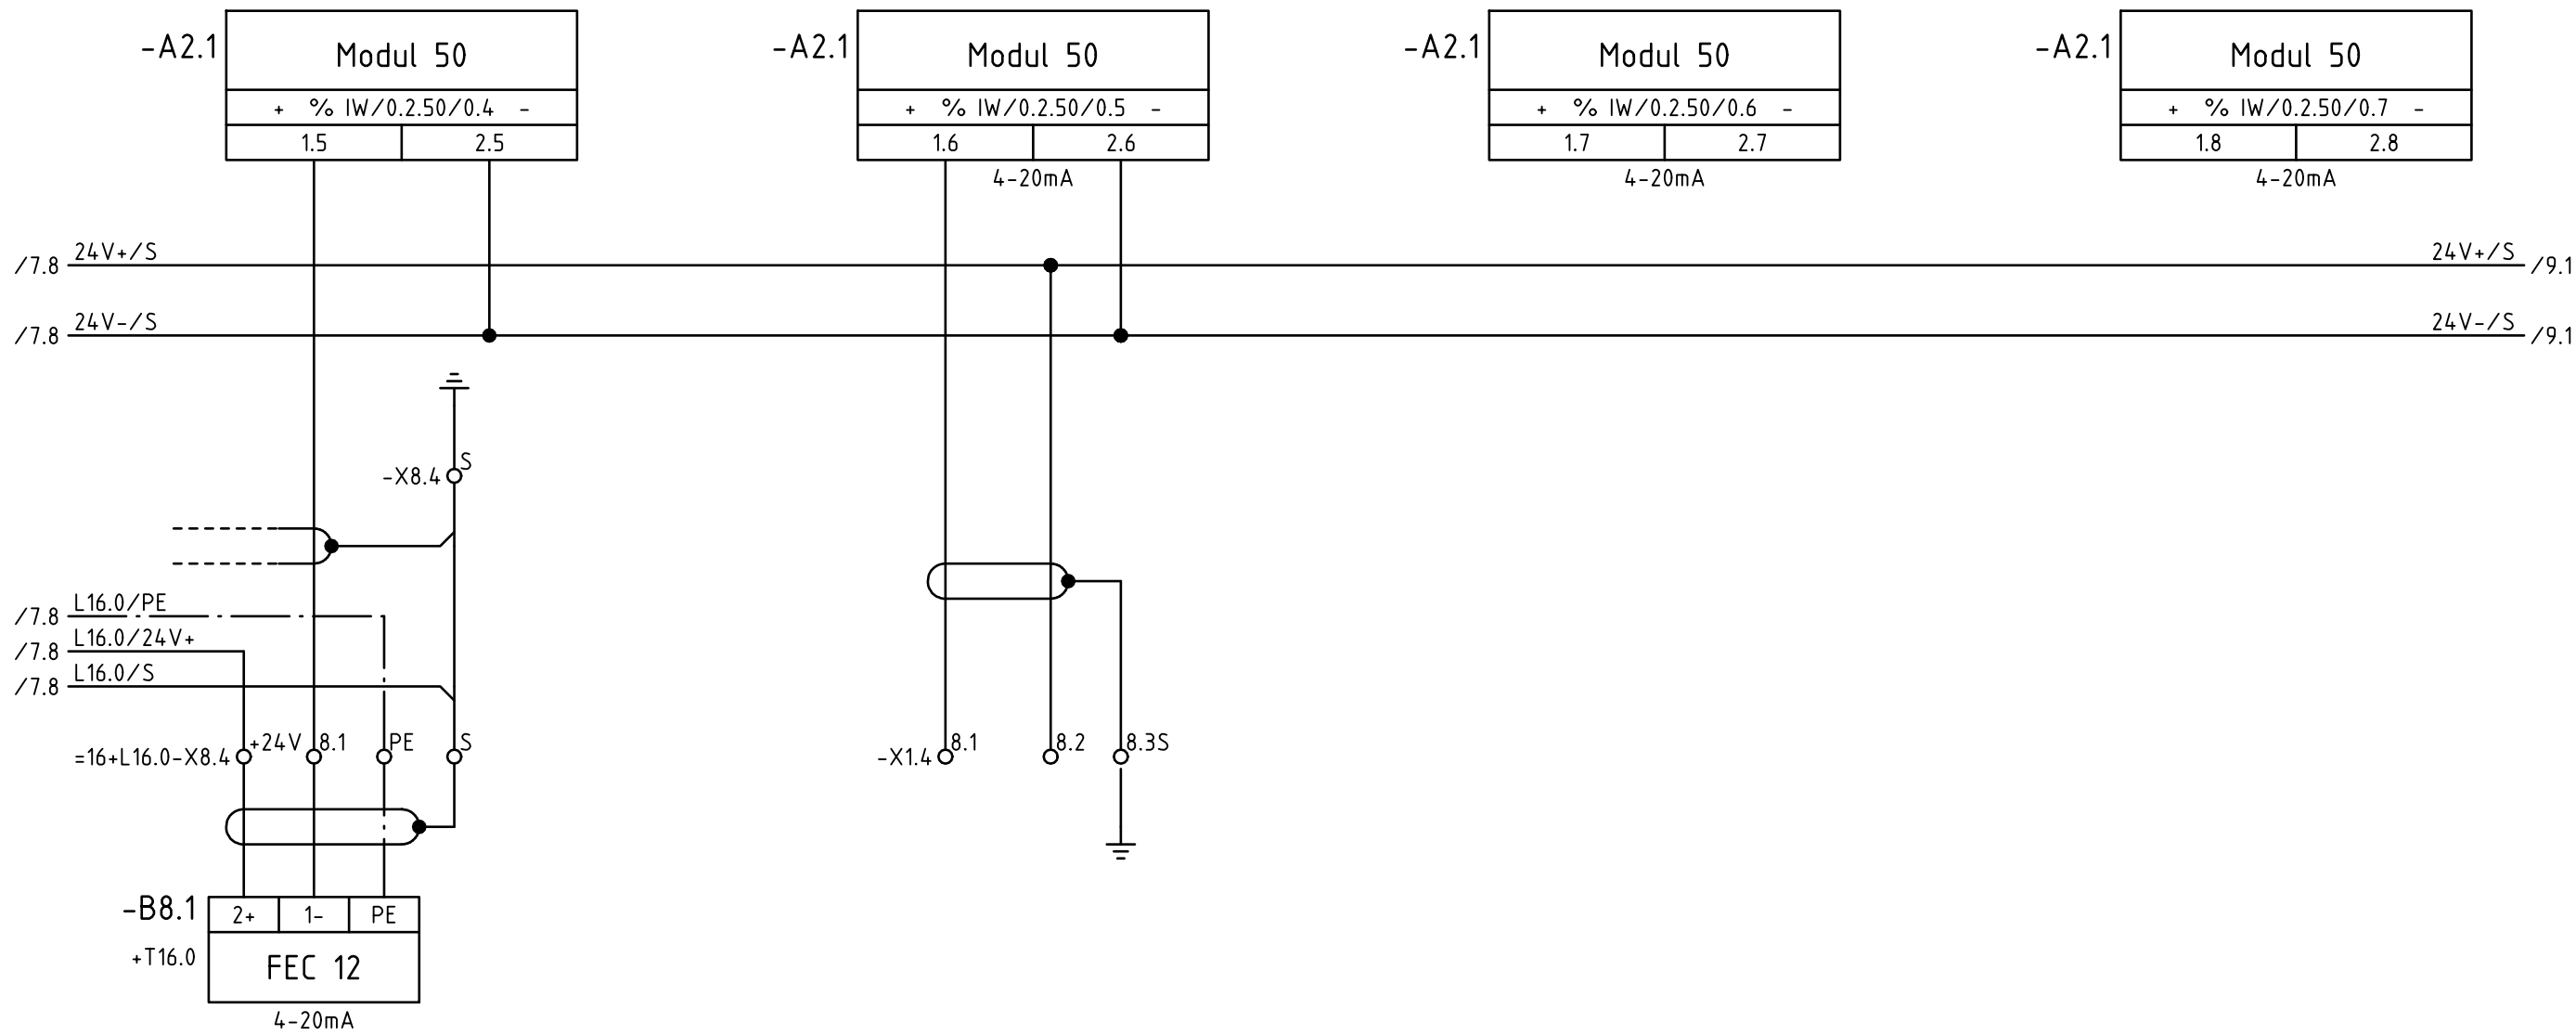 -A2.1 Modul 50 -A2.1 Modul 50 -A2.1 Modul 50 -A2.1 Modul 50
+ % IW/0.2.50/0.4 - + % IW/0.2.50/0.5 - + % IW/0.2.50/0.6 - + % IW/0.2.50/0.7 -
1.5 2.5 1.6 2.6 1.7 2.7 1.8 2.8
4-20mA 4-20mA 4-20mA
/7.8 24V+/S 24V+/S /9.1
/7.8 24V-/S 24V-/S /9.1
-X8.4 S
/7.8 L16.0/PE
/7.8 L16.0/24V+
/7.8 L16.0/S
=16+L16.0-X8.4 +24V 8.1 PE S -X1.4 8.1 8.2 8.3S
-B8.1 2+ 1- PE
+T16.0 FEC 12
4-20mA